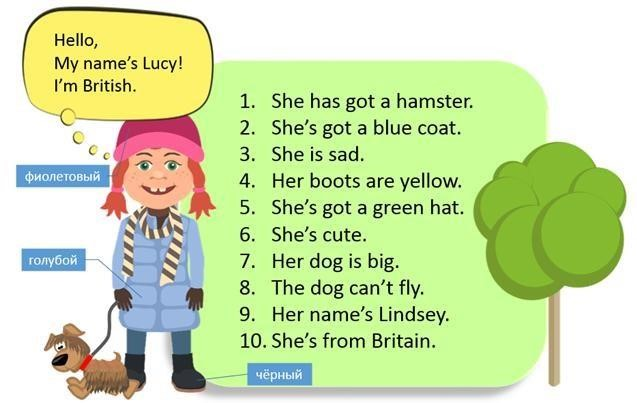 Hello,
My name's Lucy!
I'm British.
фиолетовый
голубой
1. She has got a hamster.
2. She's got a blue coat.
3. She is sad.
4. Her boots are yellow.
5. She's got a green hat.
6. She's cute.
7. Her dog is big.
8. The dog can't fly.
9. Her name's Lindsey.
10. She's from Britain.
чёрный